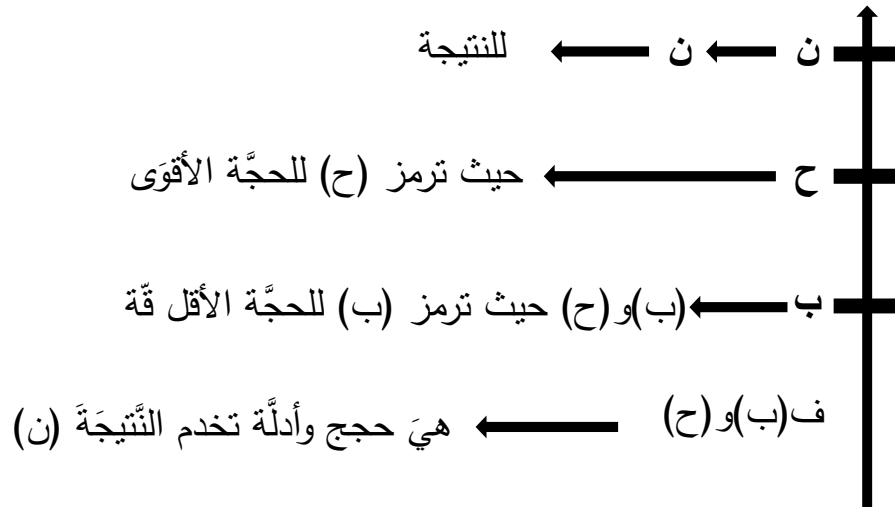 ن ن للنتيجة
ح حيث ترمز (ح) للحجَّة الأقوَى
ب (ب)و(ح) حيث ترمز (ب) للحجَّة الأقل قّة
ف(ب)و(ح) هيَ حجج وأدلَّة تخدم النَّتيجَةَ (ن)